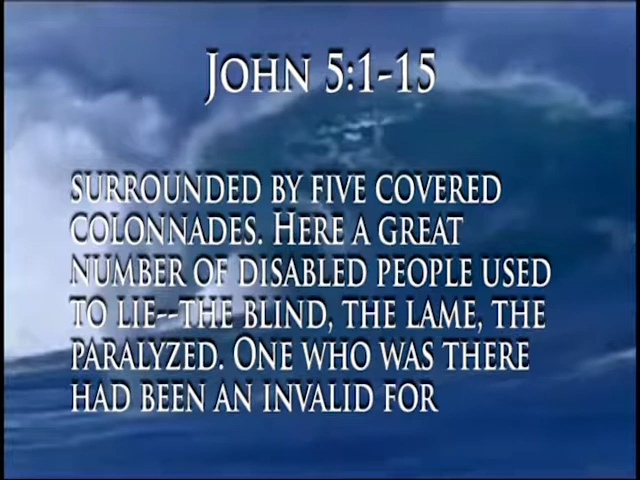 John 5:1-15
surrounded by five covered
colonnades. Here a great
number of disabled people used
to lie--the blind, the lame, the
paralyzed. One who was there
had been an invalid for